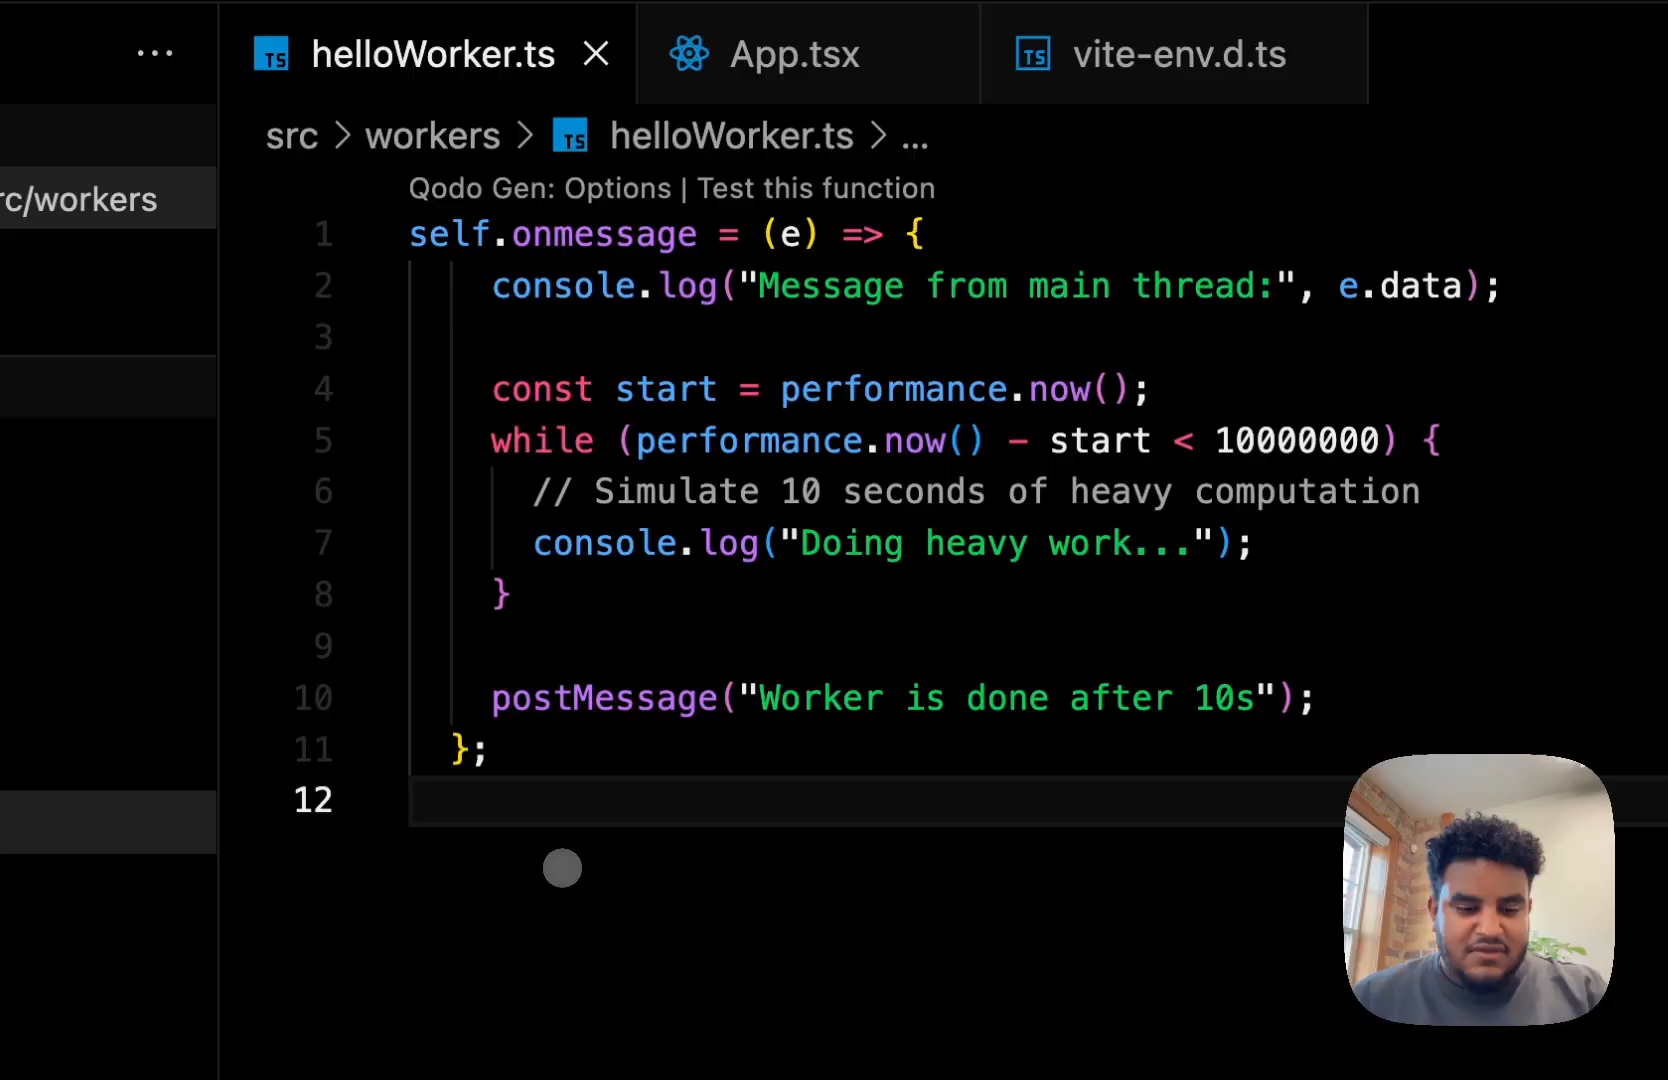 ...
TS helloWorker.ts
App.tsx
TS vite-env.d.ts
src > workers > TS helloWorker.ts > ...
rc/workers
Qodo Gen: Options | Test this function
1 self.onmessage = (e) => {
2 console.log("Message from main thread:", e.data);
3
4 const start = performance.now();
5 while (performance.now() - start < 10000000) {
6 // Simulate 10 seconds of heavy computation
7 console.log("Doing heavy work...");
8 }
9
10 postMessage("Worker is done after 10s");
11 };
12